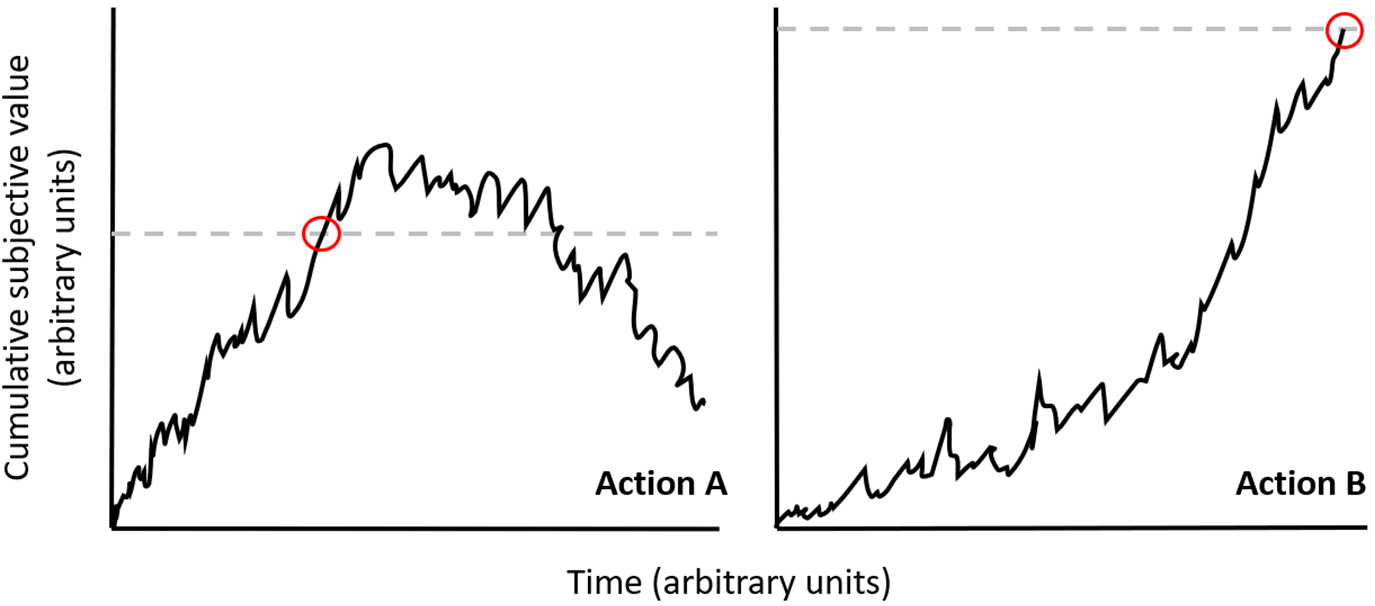 Cumulative subjective value
(arbitrary units)
Action A
Action B
Time (arbitrary units)